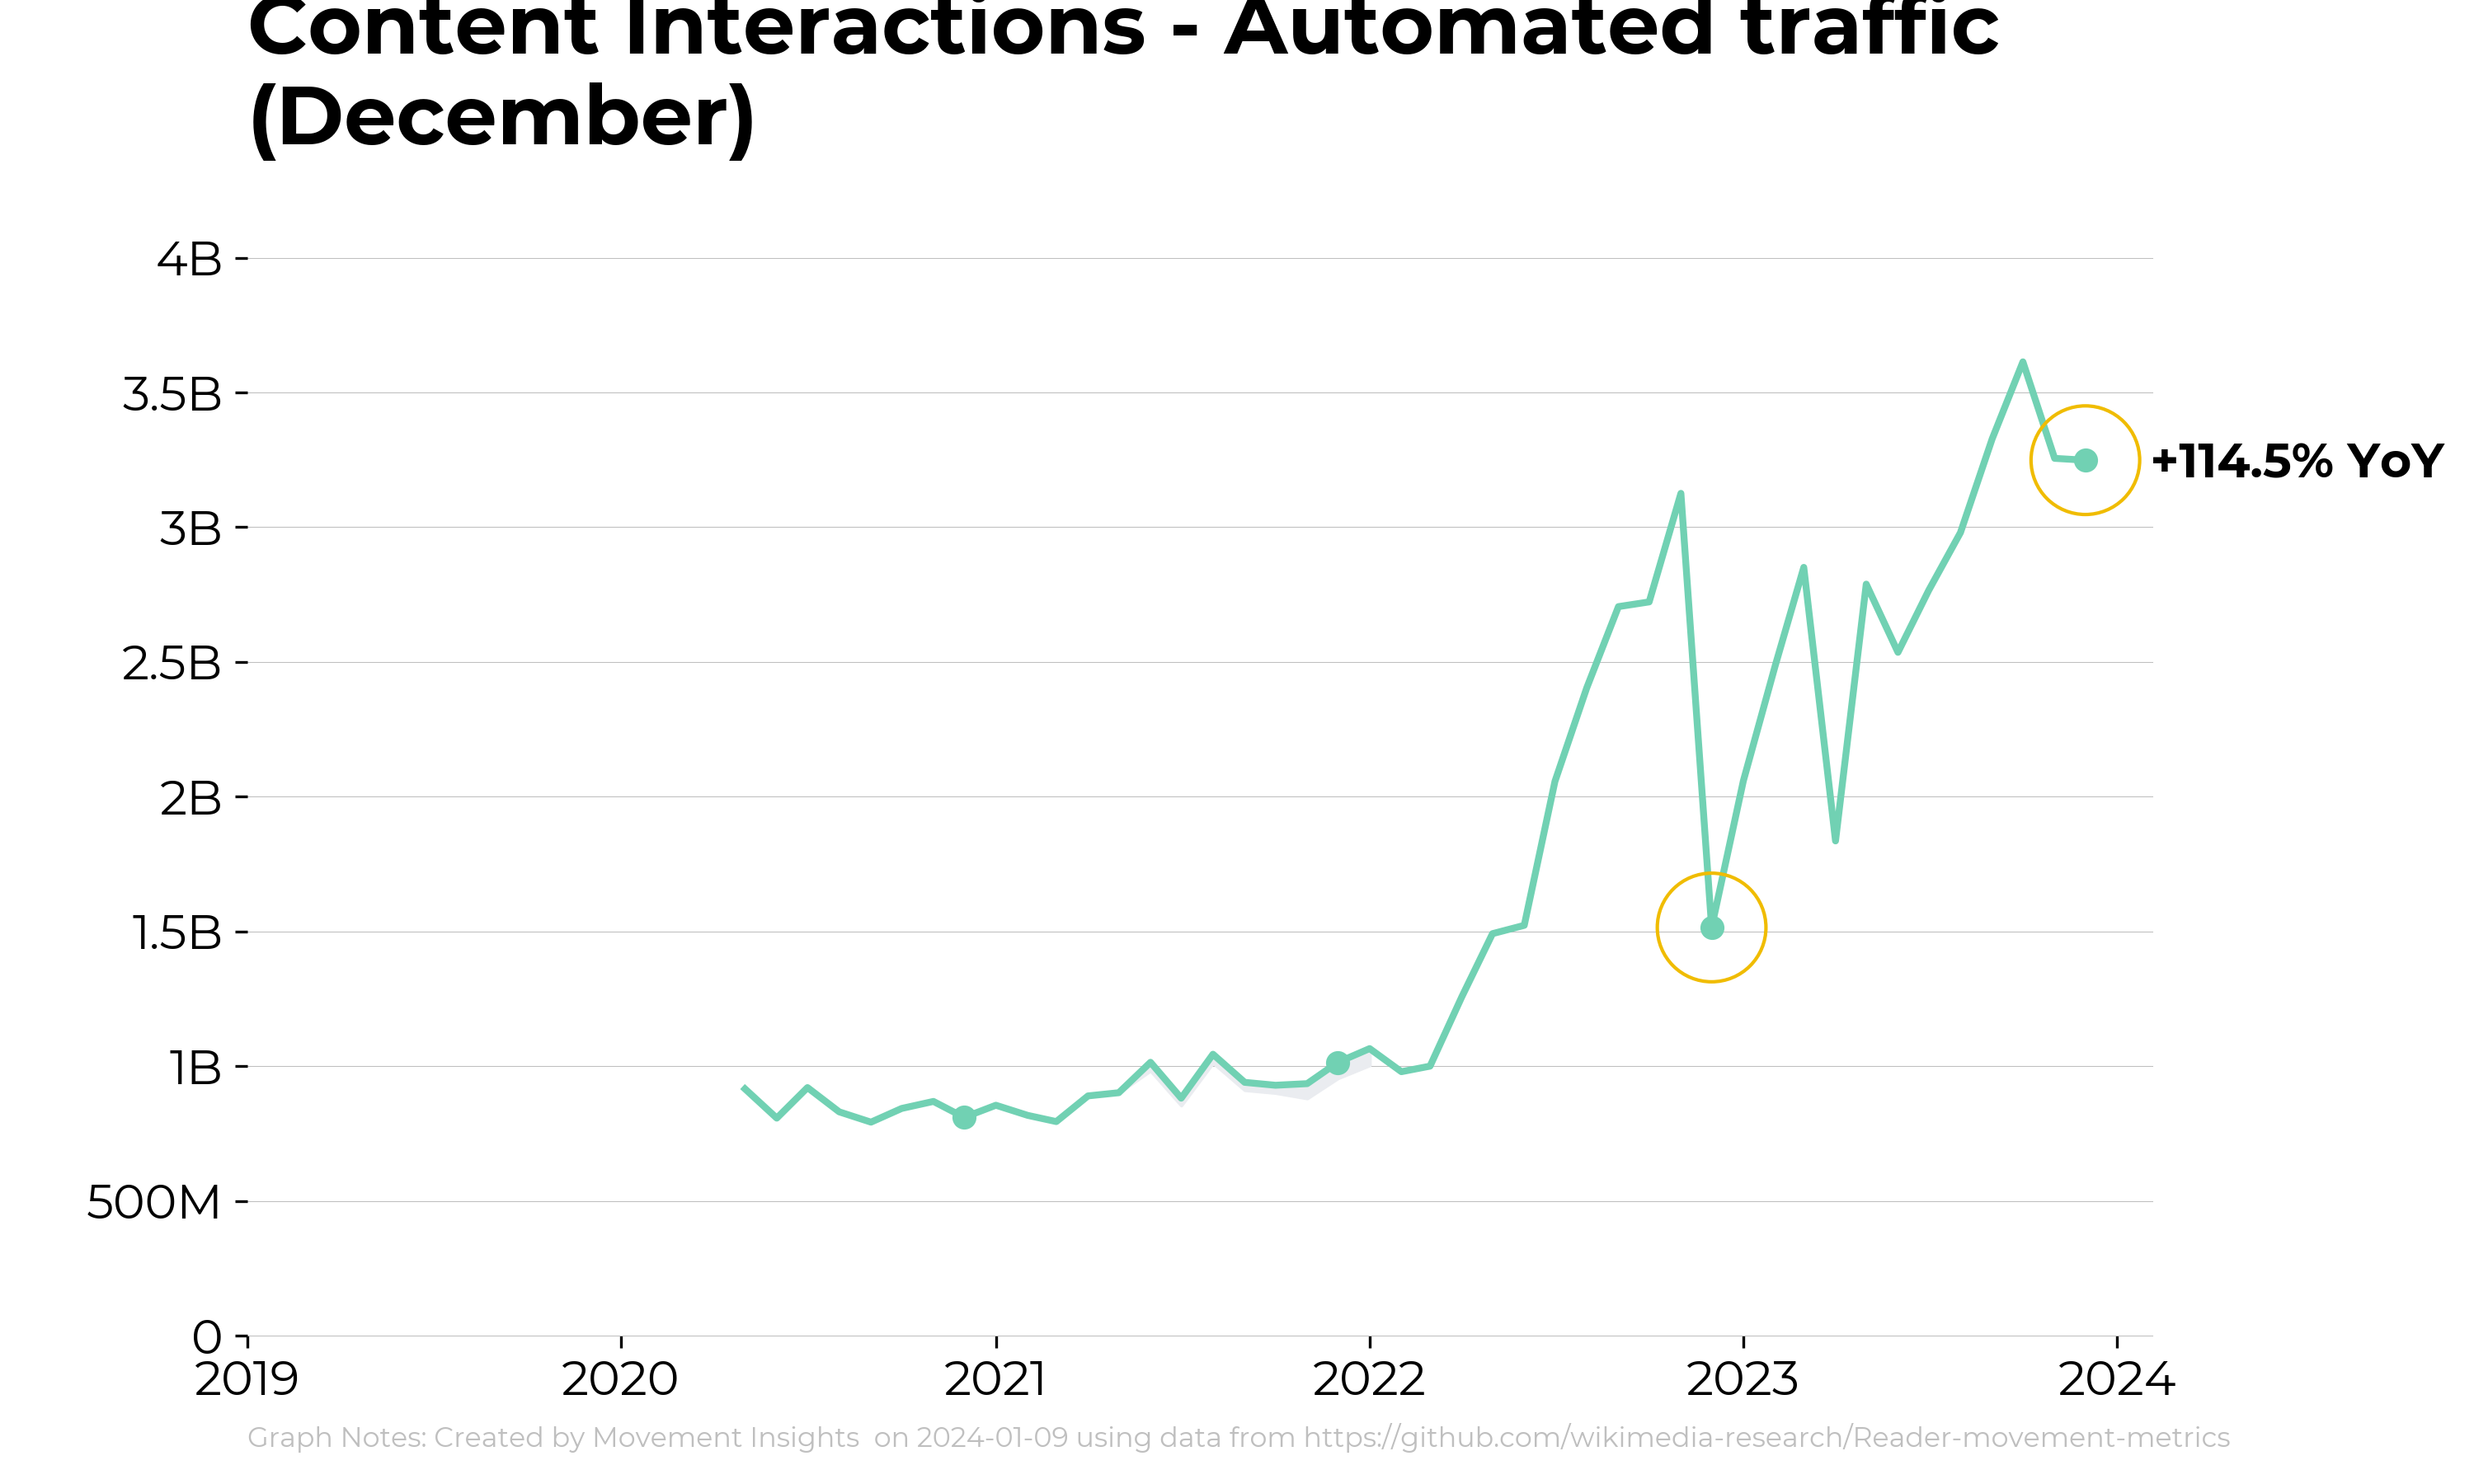 Content Interactions - Automated traffic
(December)
4B
3.5B
+114.5% YoY
3B
2.5B
2B
1.5B
1B
500M
0
2019 2020 2021 2022 2023 2024
Graph Notes: Created by Movement Insights on 2024-01-09 using data from https://github.com/wikimedia-research/Reader-movement-metrics